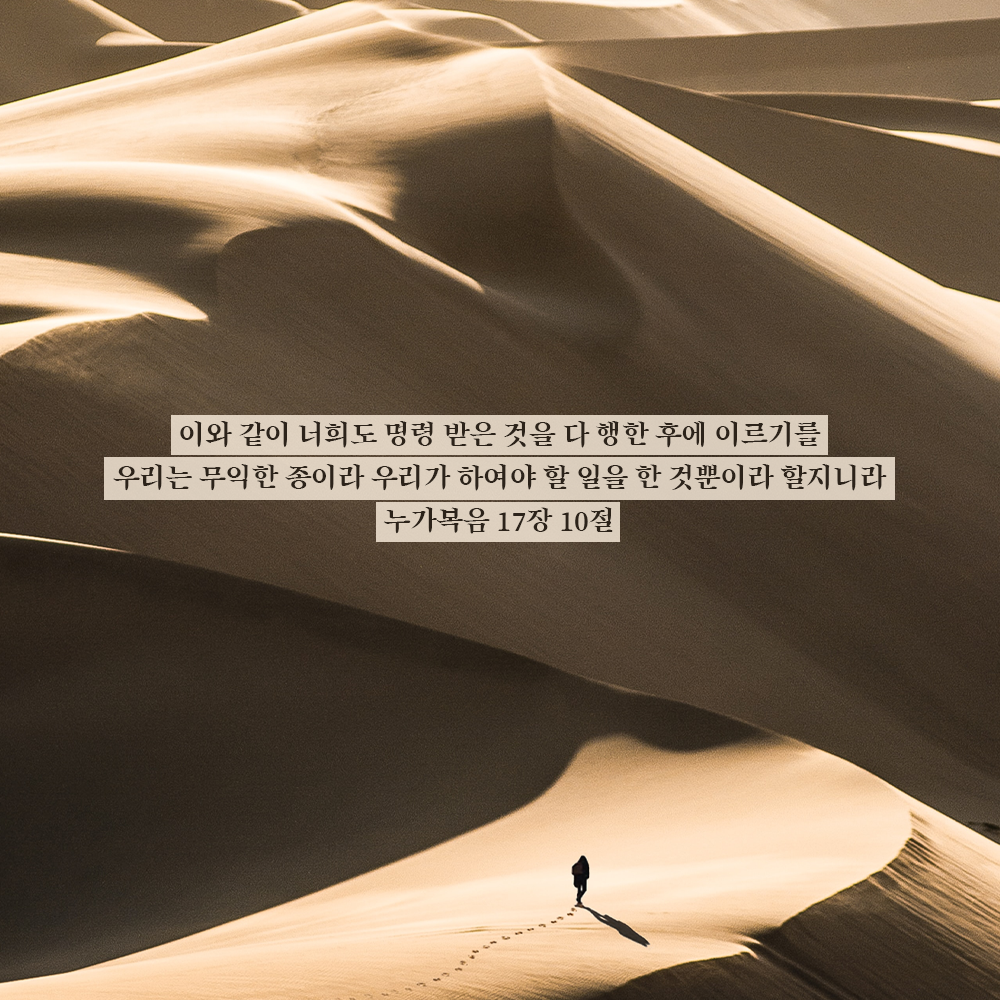 이와 같이 너희도 명령 받은 것을 다 행한 후에 이르기를
우리는 무익한 종이라 우리가 하여야 할 일을 한 것뿐이라 할지니라
누가복음 17장 10절